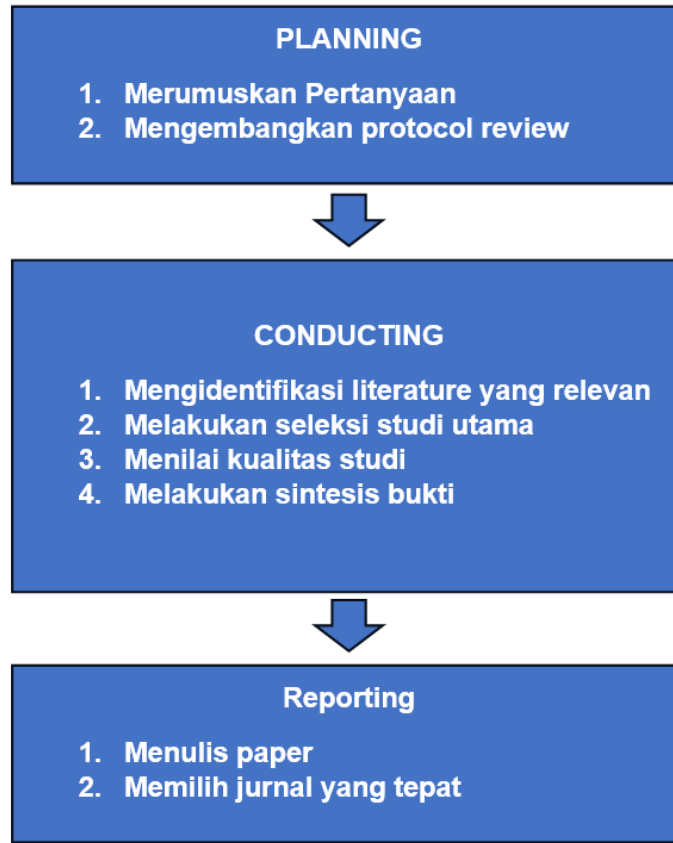 PLANNING
1. Merumuskan Pertanyaan
2. Mengembangkan protocol review
CONDUCTING
1. Mengidentifikasi literature yang relevan
2. Melakukan seleksi studi utama
3. Menilai kualitas studi
4. Melakukan sintesis bukti
Reporting
1. Menulis paper
2. Memilih jurnal yang tepat